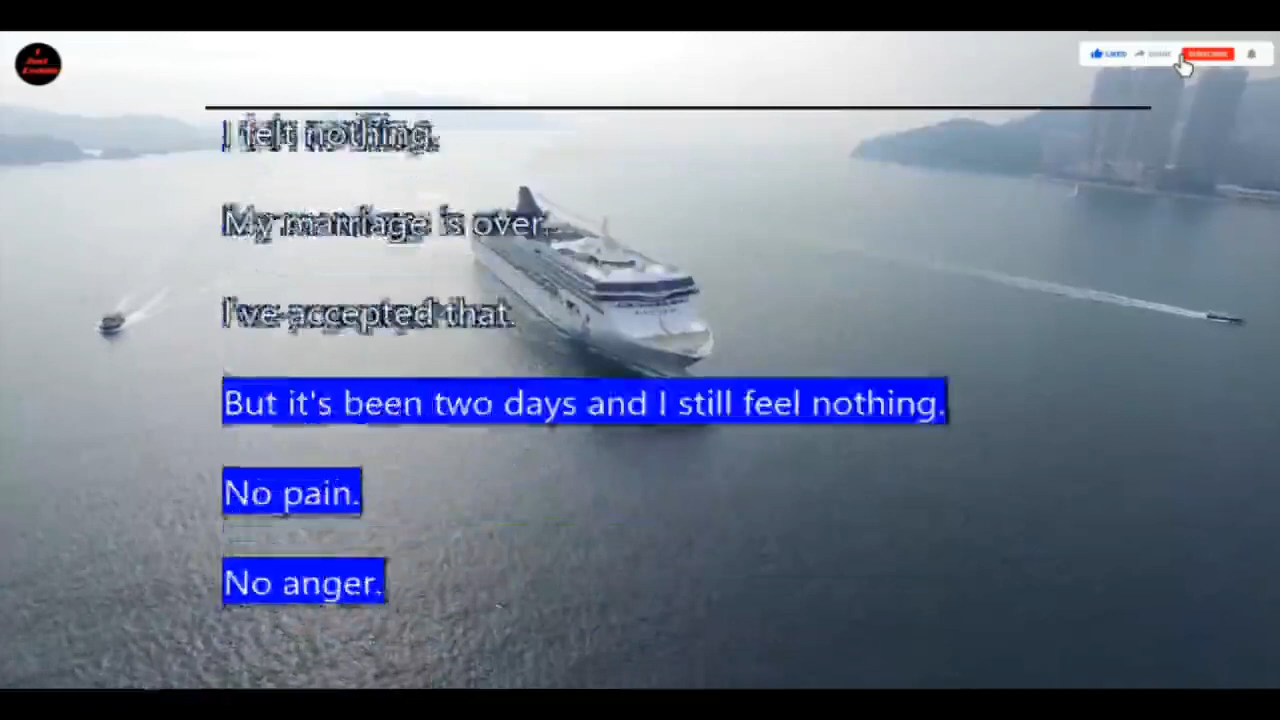 I felt nothing.
My marriage is over.
I've accepted that.
But it's been two days and I still feel nothing.
No pain.
No anger.
LIKED
SHARE
SUBSCRIBE